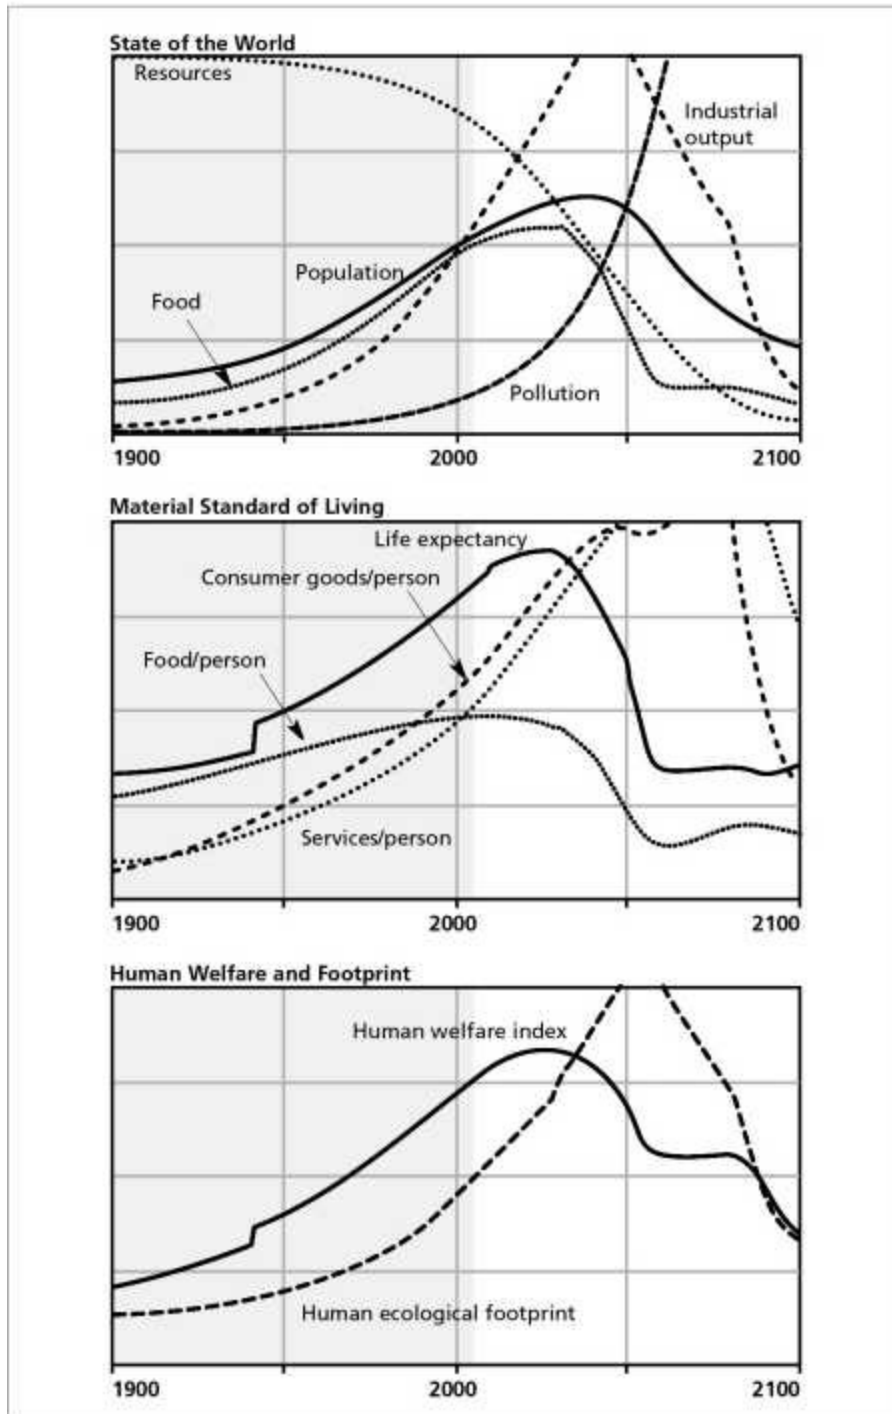 State of the World
Resources
Industrial
output
Population
Food
Pollution
1900 2000 2100
Material Standard of Living
Life expectancy
Consumer goods/person
Food/person
Services/person
1900 2000 2100
Human Welfare and Footprint
Human welfare index
Human ecological footprint
1900 2000 2100